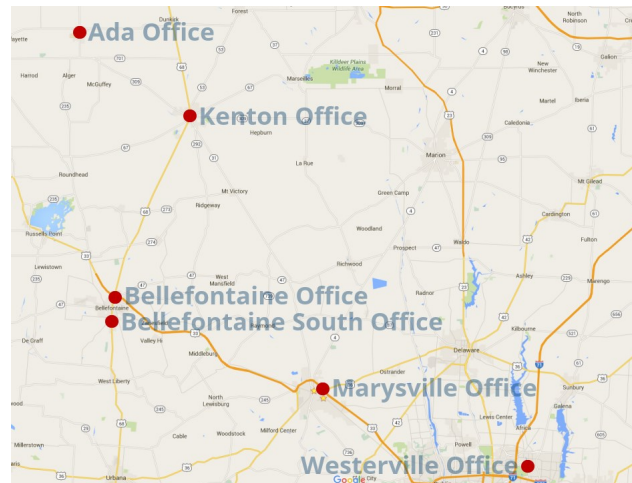 Dunkirk
Forest
North Robinson
Ada Office
Galion
Alger
Harrod
McGuffey
Kildeer Plains Wildlife Area
New Winchester
Marseilles
Morral
Martel
Iberia
Kenton Office
Caledonia
Hepburn
La Rue
Marion
Roundhead
Mt Victory
Mt Gilead
Ridgeway
Green Camp
Cardington
Russells Point
Woodland
Fulton
Prospect
Waldo
Lewistown
West Mansfield
Richwood
Ashley
Marengo
Radnor
Bellefontaine Office
Bellefontaine
Bellefontaine South Office
Raymond
Kilbourne
De Graff
Valley Hi
Middleburg
Delaware
Ostrander
West Liberty
Marysville Office
Sunbury
North Lewisburg
Galena
Lewis Center
Millerstown
Cable
Woodstock
Milford Center
Africa
Powell
Westerville Office
Urbana
Google
City